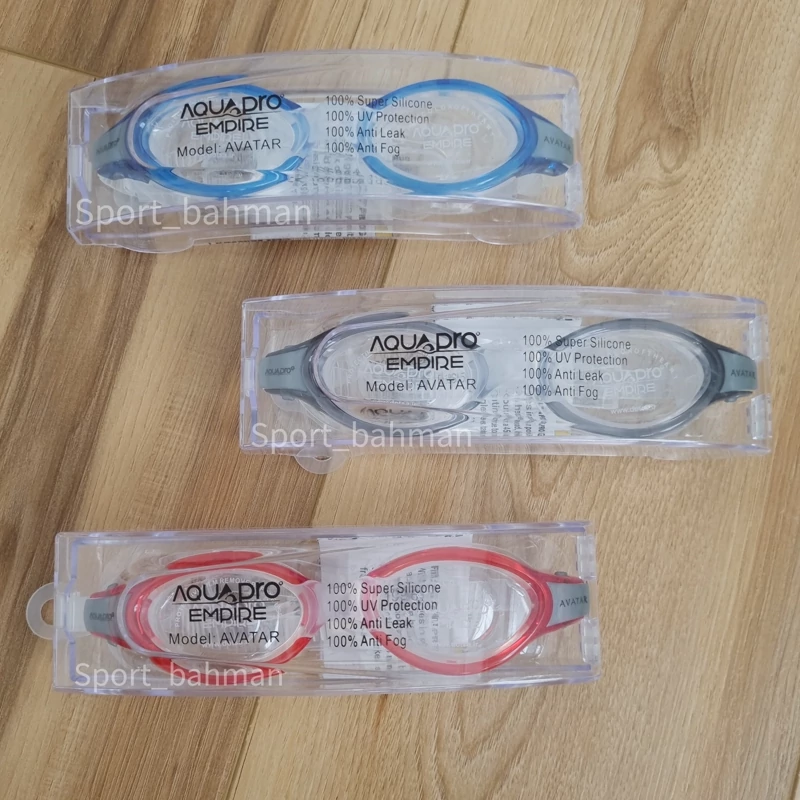 AQUAPRO
EMPIRE
Model: AVATAR
100% Super Silicone
100% UV Protection
100% Anti Leak
100% Anti Fog
AVATAR
Sport_bahman
AQUAPRO
EMPIRE
Model: AVATAR
100% Super Silicone
100% UV Protection
100% Anti Leak
100% Anti Fog
AVATAR
Sport_bahman
AQUAPRO
EMPIRE
Model: AVATAR
100% Super Silicone
100% UV Protection
100% Anti Leak
100% Anti Fog
AVATAR
Sport_bahman